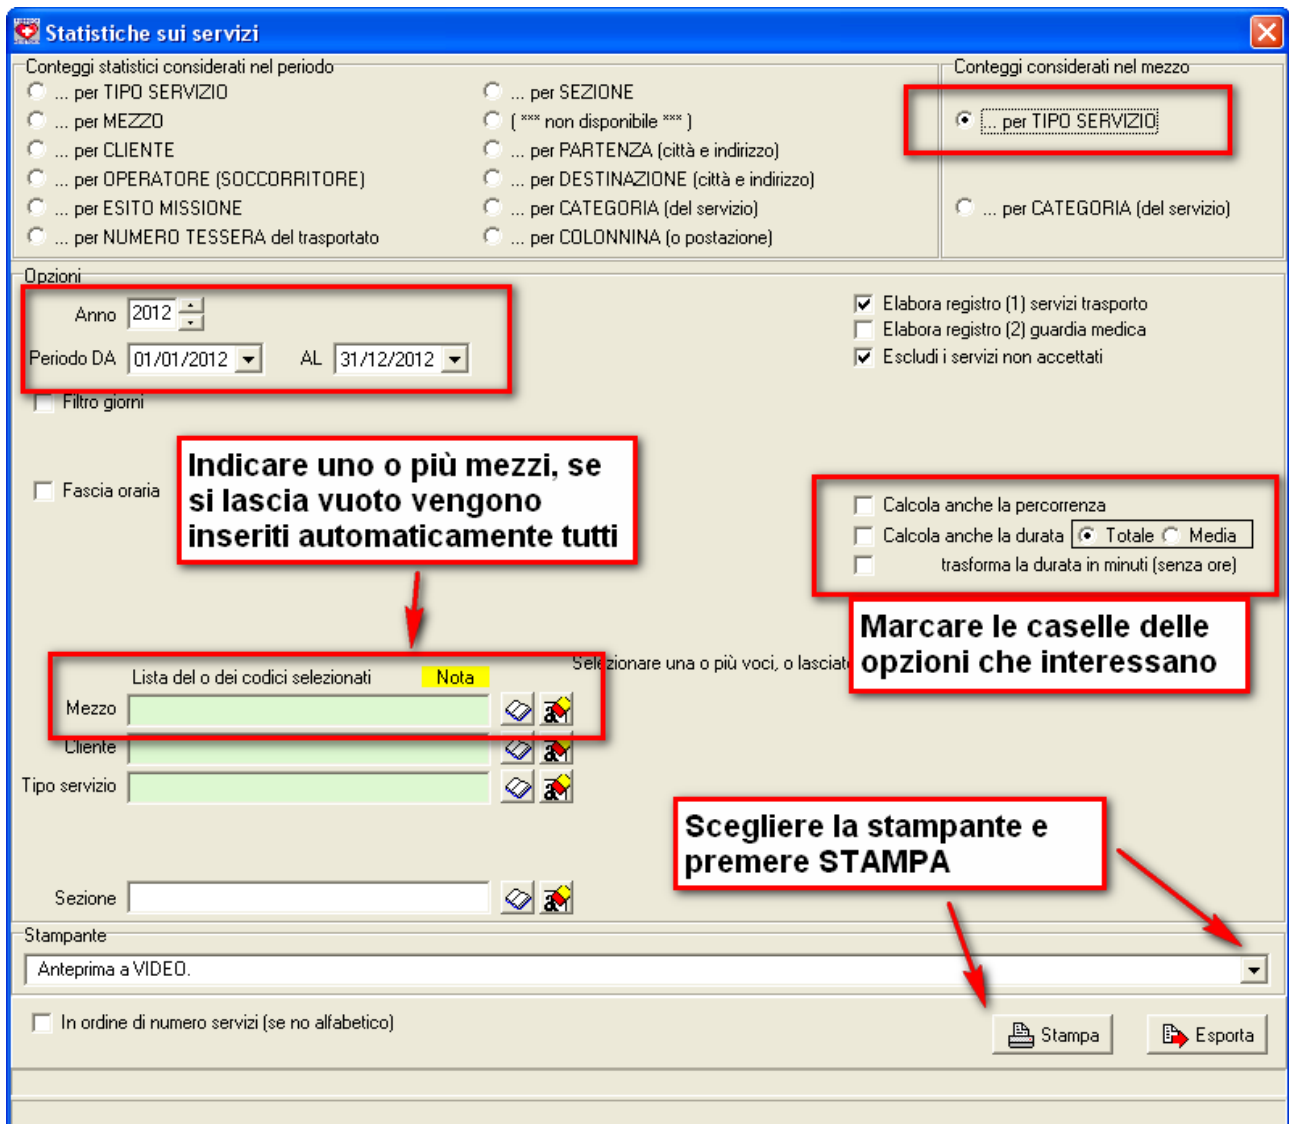 Statistiche sui servizi
Conteggi statistici considerati nel periodo
... per TIPO SERVIZIO
... per MEZZO
... per CLIENTE
... per OPERATORE (SOCCORRITORE)
... per ESITO MISSIONE
... per NUMERO TESSERA del trasportato
... per SEZIONE
( *** non disponibile *** )
... per PARTENZA (città e indirizzo)
... per DESTINAZIONE (città e indirizzo)
... per CATEGORIA (del servizio)
... per COLONNINA (o postazione)
Conteggi considerati nel mezzo
... per TIPO SERVIZIO
... per CATEGORIA (del servizio)
Opzioni
Anno 2012
Periodo DA 01/01/2012 AL 31/12/2012
Filtro giorni
Fascia oraria
Elabora registro (1) servizi trasporto
Elabora registro (2) guardia medica
Escludi i servizi non accettati
Indicare uno o più mezzi, se
si lascia vuoto vengono
inseriti automaticamente tutti
Calcola anche la percorrenza
Calcola anche la durata Totale Media
trasforma la durata in minuti (senza ore)
Marcare le caselle delle
opzioni che interessano
Selezionare una o più voci, o lasciate
Lista del o dei codici selezionati Nota
Mezzo
Cliente
Tipo servizio
Scegliere la stampante e
premere STAMPA
Sezione
Stampante
Anteprima a VIDEO.
In ordine di numero servizi (se no alfabetico)
Stampa
Esporta